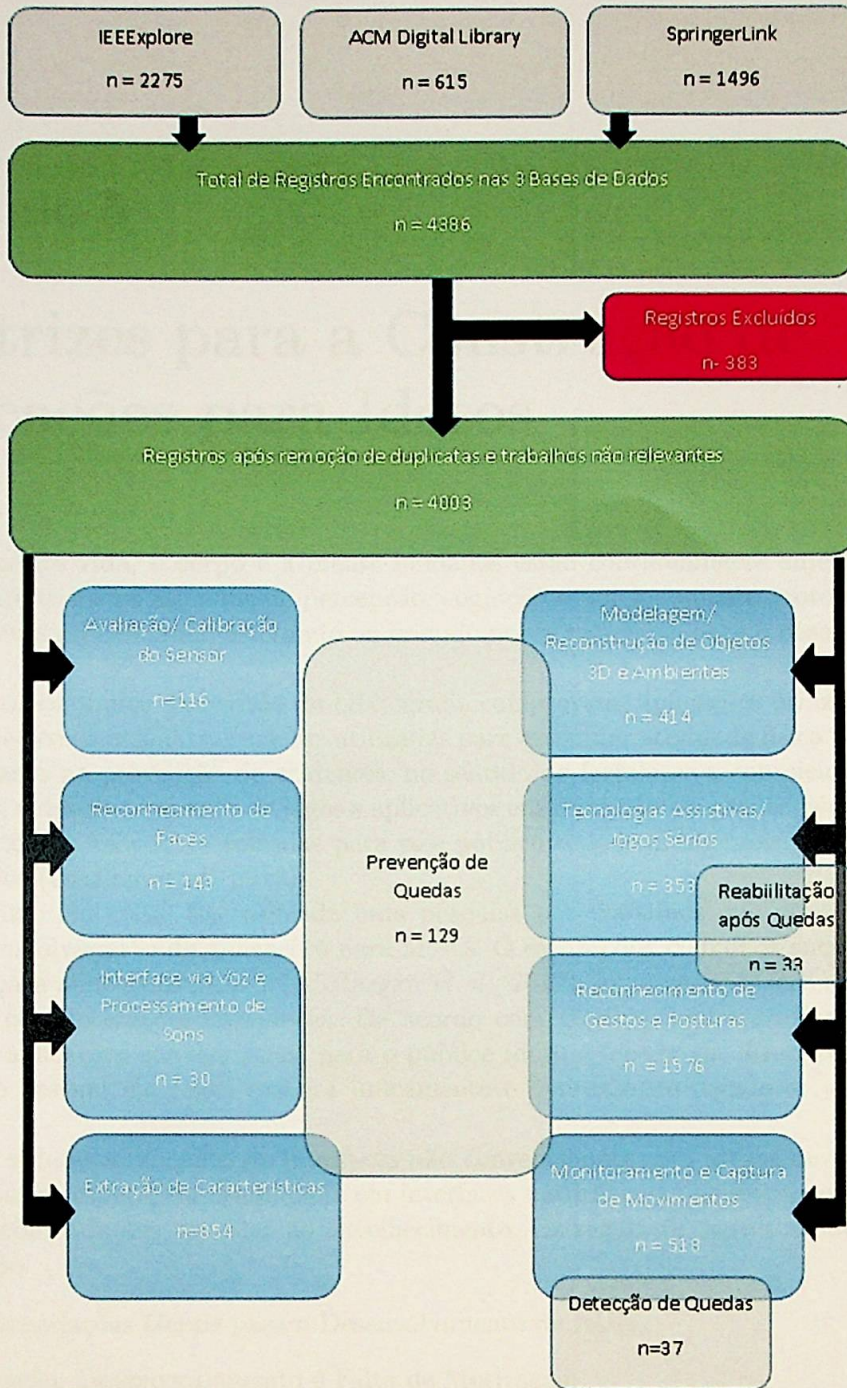 IEEExplore
n = 2275
ACM Digital Library
n = 615
SpringerLink
n = 1496
Total de Registros Encontrados nas 3 Bases de Dados
n = 4386
Registros Excluídos
n- 383
Registros após remoção de duplicatas e trabalhos não relevantes
n = 4003
Avaliação/ Calibração
do Sensor
n=116
Modelagem/
Reconstrução de Objetos
3D e Ambientes
n = 414
Reconhecimento de
Faces
n = 143
Tecnologias Assistivas/
Jogos Sérios
n = 353
Prevenção de
Quedas
n = 129
Reabiilitação
após Quedas
n = 33
Interface via Voz e
Processamento de
Sons
n = 30
Reconhecimento de
Gestos e Posturas
n = 1576
Extração de Características
n=854
Monitoramento e Captura
de Movimentos
n = 518
Detecção de Quedas
n=37